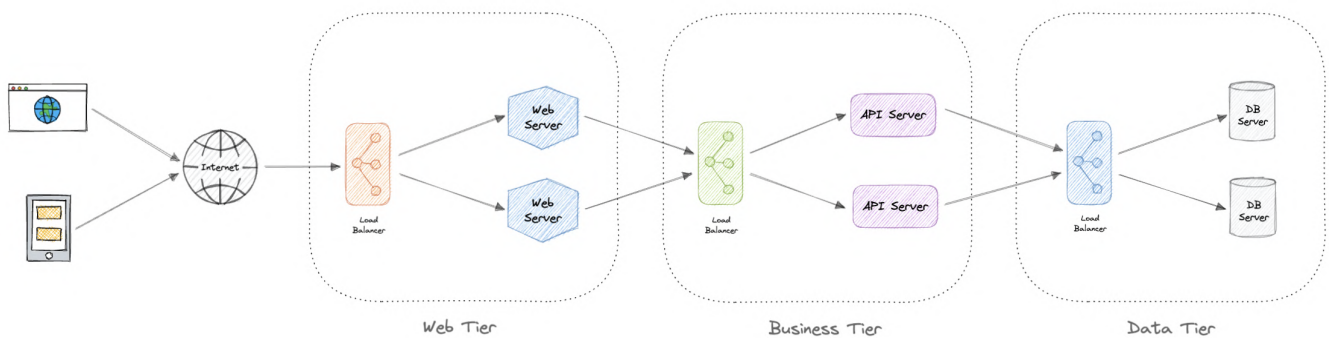 Internet
Load
Balancer
Web
Server
Web
Server
Web Tier
Load
Balancer
API Server
API Server
Business Tier
Load
Balancer
DB
Server
DB
Server
Data Tier